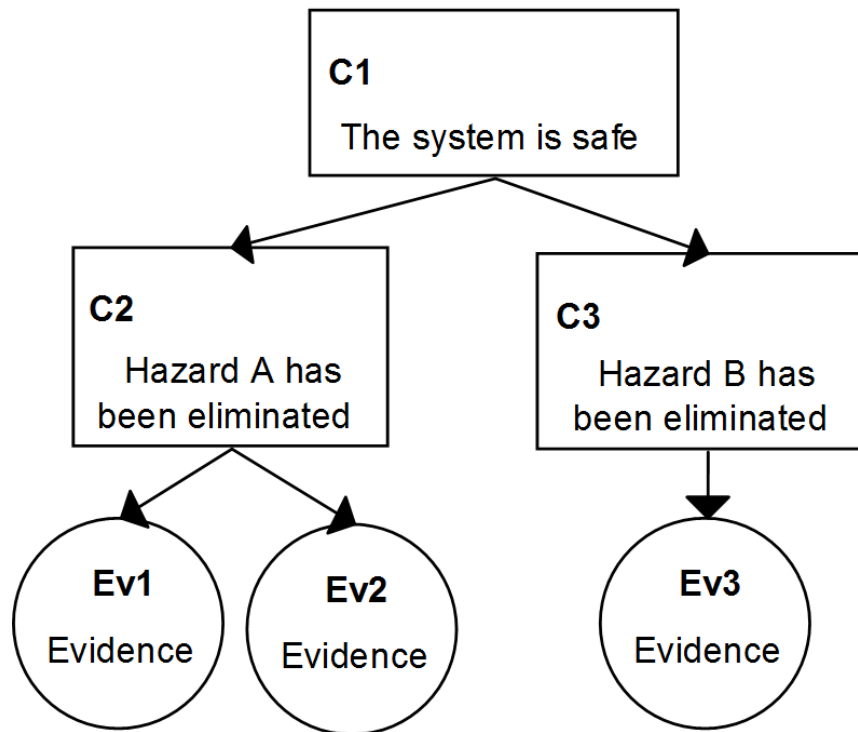 C1
The system is safe
C2
Hazard A has
been eliminated
C3
Hazard B has
been eliminated
Ev1
Evidence
Ev2
Evidence
Ev3
Evidence